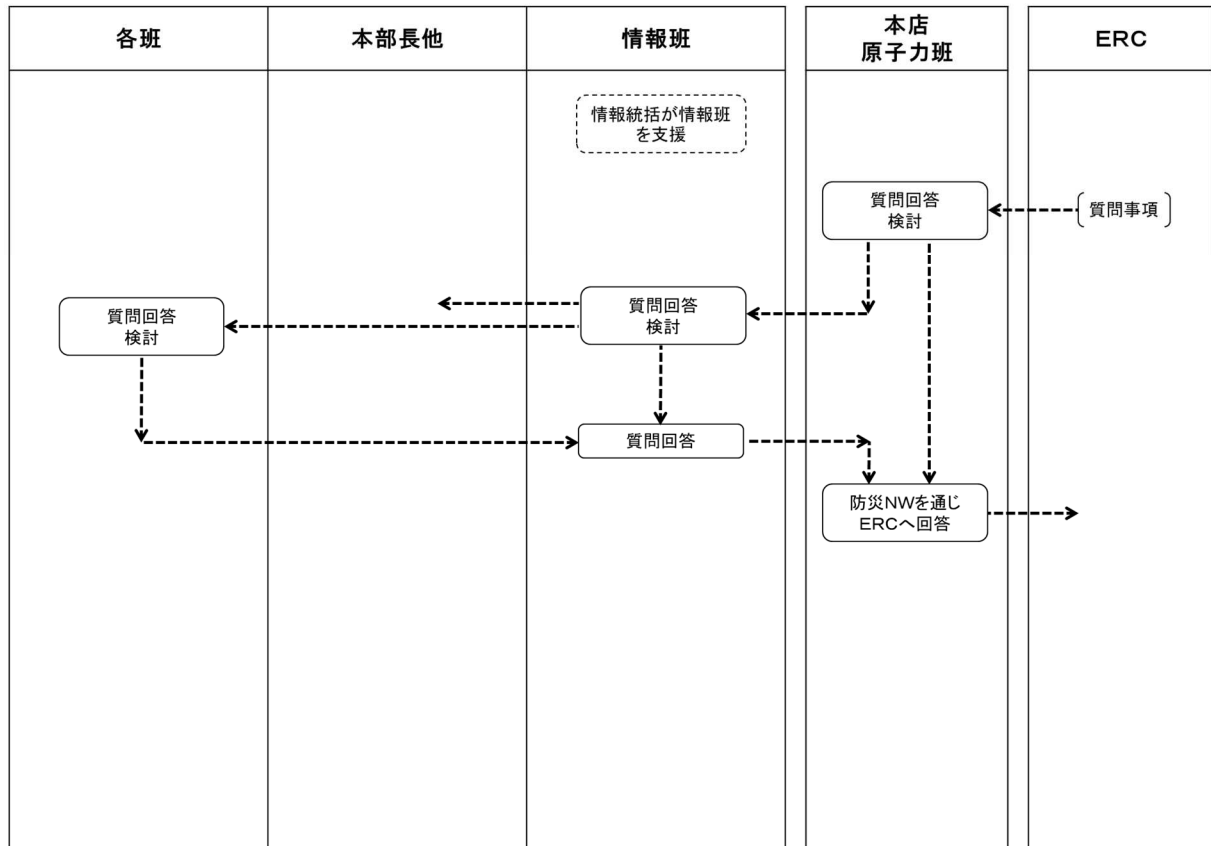 各班
本部長他
情報班
本店
原子力班
ERC
情報統括が情報班
を支援
質問回答
検討
質問事項
質問回答
検討
質問回答
検討
質問回答
防災NWを通じ
ERCへ回答